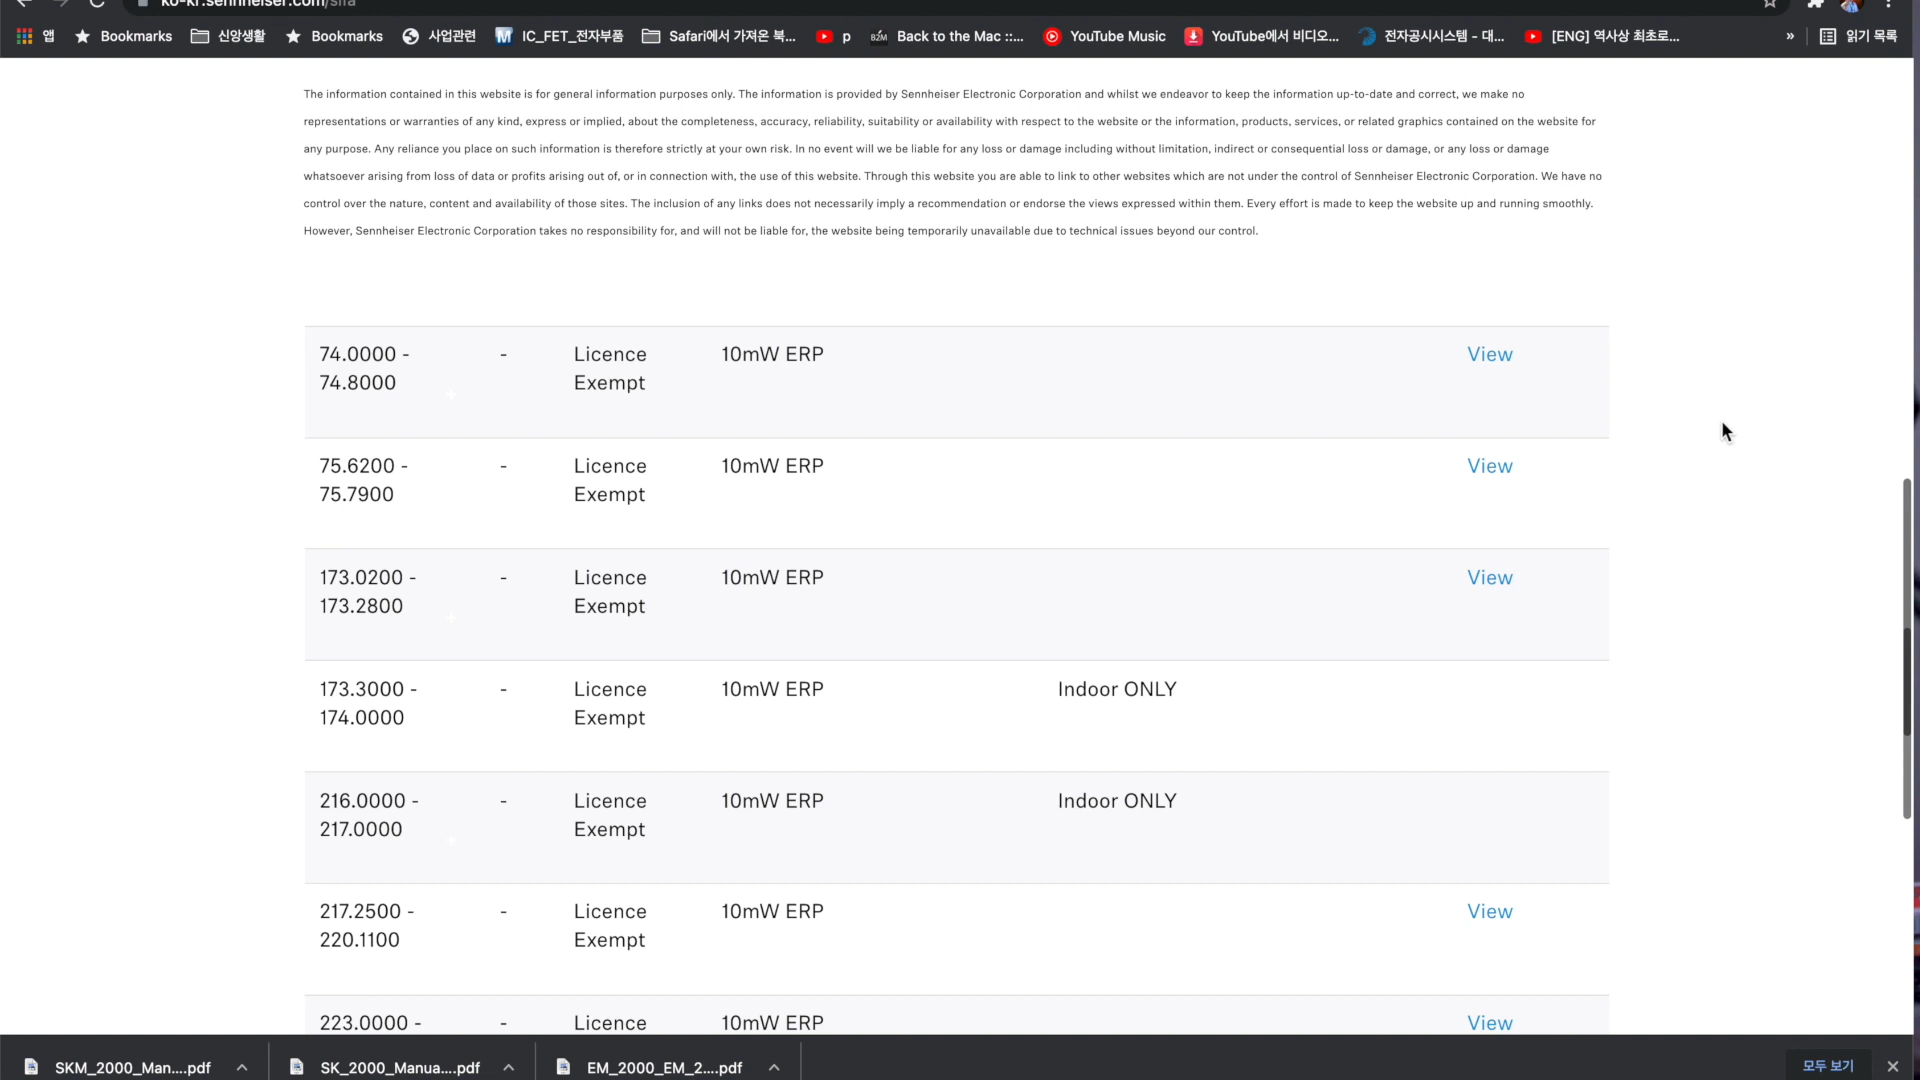 ko-kr.sennheiser.com/sifa
앱 Bookmarks 신앙생활 Bookmarks 사업관련 IC_FET_전자부품 Safari에서 가져온 북... p B2M Back to the Mac ::... YouTube Music YouTube에서 비디오... 전자공시시스템 - 대... [ENG] 역사상 최초로... » 읽기 목록
The information contained in this website is for general information purposes only. The information is provided by Sennheiser Electronic Corporation and whilst we endeavor to keep the information up-to-date and correct, we make no
representations or warranties of any kind, express or implied, about the completeness, accuracy, reliability, suitability or availability with respect to the website or the information, products, services, or related graphics contained on the website for
any purpose. Any reliance you place on such information is therefore strictly at your own risk. In no event will we be liable for any loss or damage including without limitation, indirect or consequential loss or damage, or any loss or damage
whatsoever arising from loss of data or profits arising out of, or in connection with, the use of this website. Through this website you are able to link to other websites which are not under the control of Sennheiser Electronic Corporation. We have no
control over the nature, content and availability of those sites. The inclusion of any links does not necessarily imply a recommendation or endorse the views expressed within them. Every effort is made to keep the website up and running smoothly.
However, Sennheiser Electronic Corporation takes no responsibility for, and will not be liable for, the website being temporarily unavailable due to technical issues beyond our control.
74.0000 - - Licence 10mW ERP View
74.8000 Exempt
75.6200 - - Licence 10mW ERP View
75.7900 Exempt
173.0200 - - Licence 10mW ERP View
173.2800 Exempt
173.3000 - - Licence 10mW ERP Indoor ONLY
174.0000 Exempt
216.0000 - - Licence 10mW ERP Indoor ONLY
217.0000 Exempt
217.2500 - - Licence 10mW ERP View
220.1100 Exempt
223.0000 - - Licence 10mW ERP View
SKM_2000_Man....pdf SK_2000_Manua....pdf EM_2000_EM_2....pdf 모두 보기